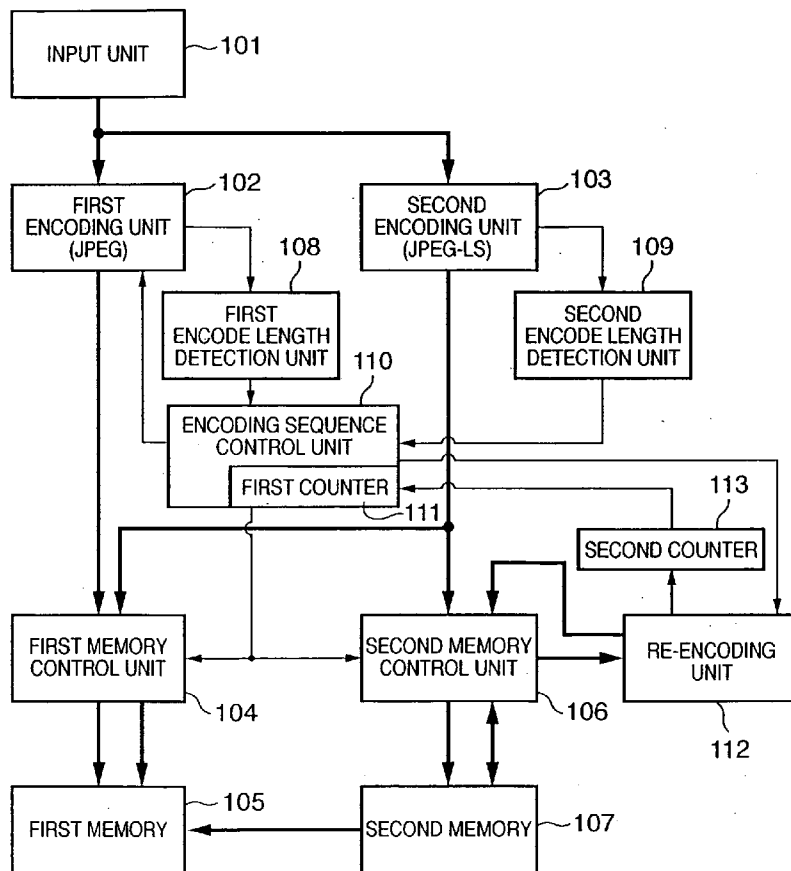 INPUT UNIT
101
102
FIRST
ENCODING UNIT
(JPEG)
103
SECOND
ENCODING UNIT
(JPEG-LS)
108
FIRST
ENCODE LENGTH
DETECTION UNIT
109
SECOND
ENCODE LENGTH
DETECTION UNIT
110
ENCODING SEQUENCE
CONTROL UNIT
FIRST COUNTER
111
113
SECOND COUNTER
FIRST MEMORY
CONTROL UNIT
104
SECOND MEMORY
CONTROL UNIT
106
RE-ENCODING
UNIT
112
105
FIRST MEMORY
SECOND MEMORY
107